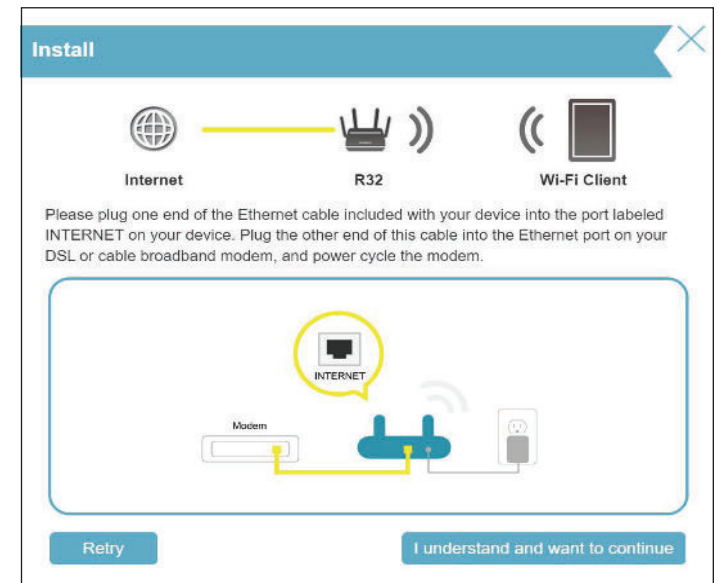 Install
Internet
R32
Wi-Fi Client
Please plug one end of the Ethernet cable included with your device into the port labeled
INTERNET on your device. Plug the other end of this cable into the Ethernet port on your
DSL or cable broadband modem, and power cycle the modem.
INTERNET
Modem
Retry
I understand and want to continue